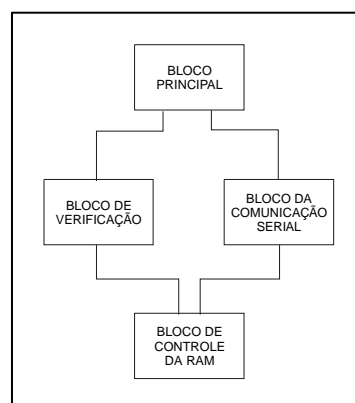 BLOCO
PRINCIPAL
BLOCO DE
VERIFICAÇÃO
BLOCO DA
COMUNICAÇÃO
SERIAL
BLOCO DE
CONTROLE
DA RAM